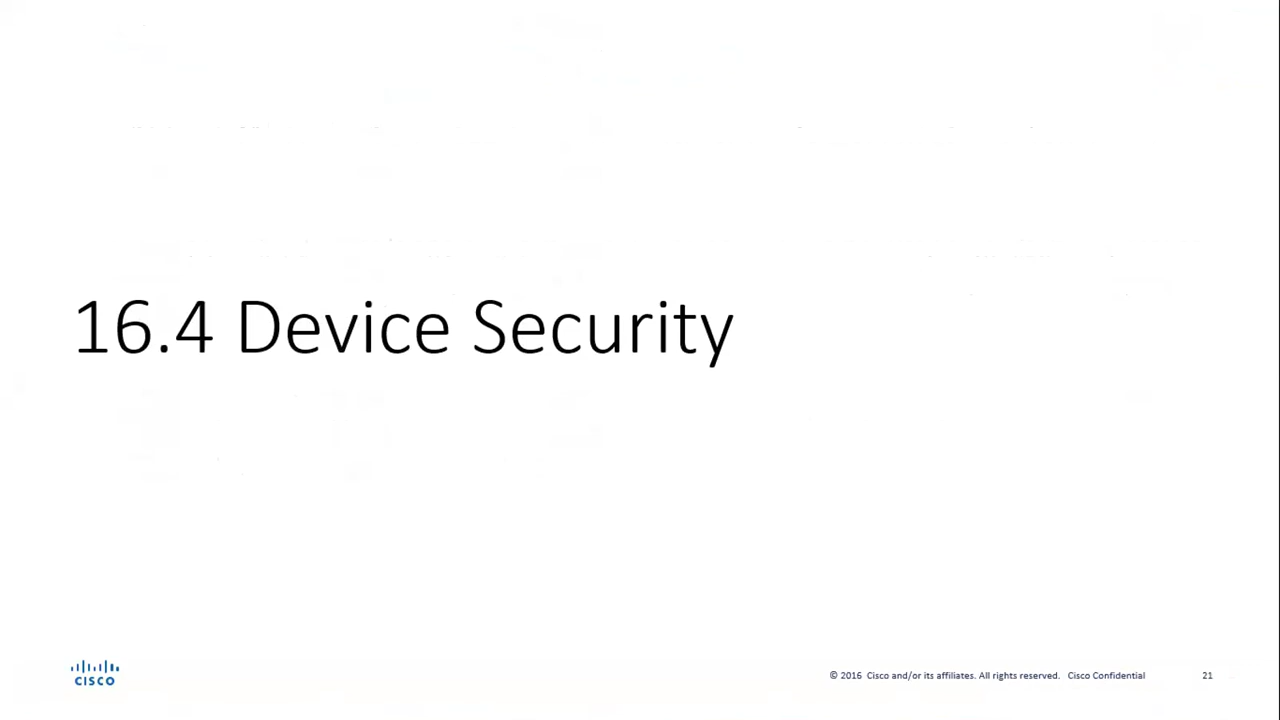 16.4 Device Security
CISCO
© 2016 Cisco and/or its affiliates. All rights reserved. Cisco Confidential 21